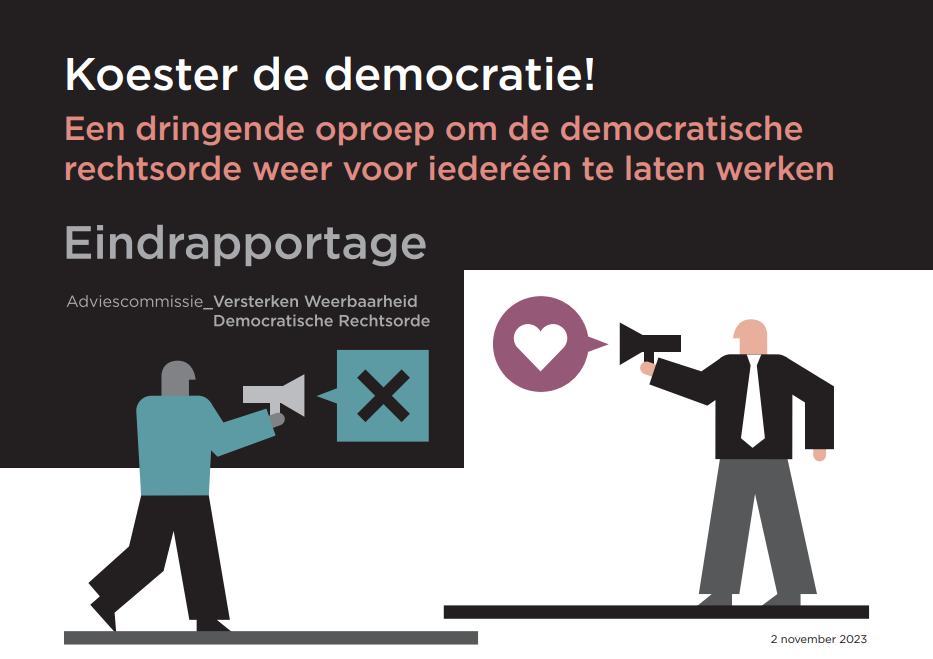 Koester de democratie!
Een dringende oproep om de democratische
rechtsorde weer voor iederéén te laten werken
Eindrapportage
Adviescommissie_Versterken Weerbaarheid
Democratische Rechtsorde
2 november 2023